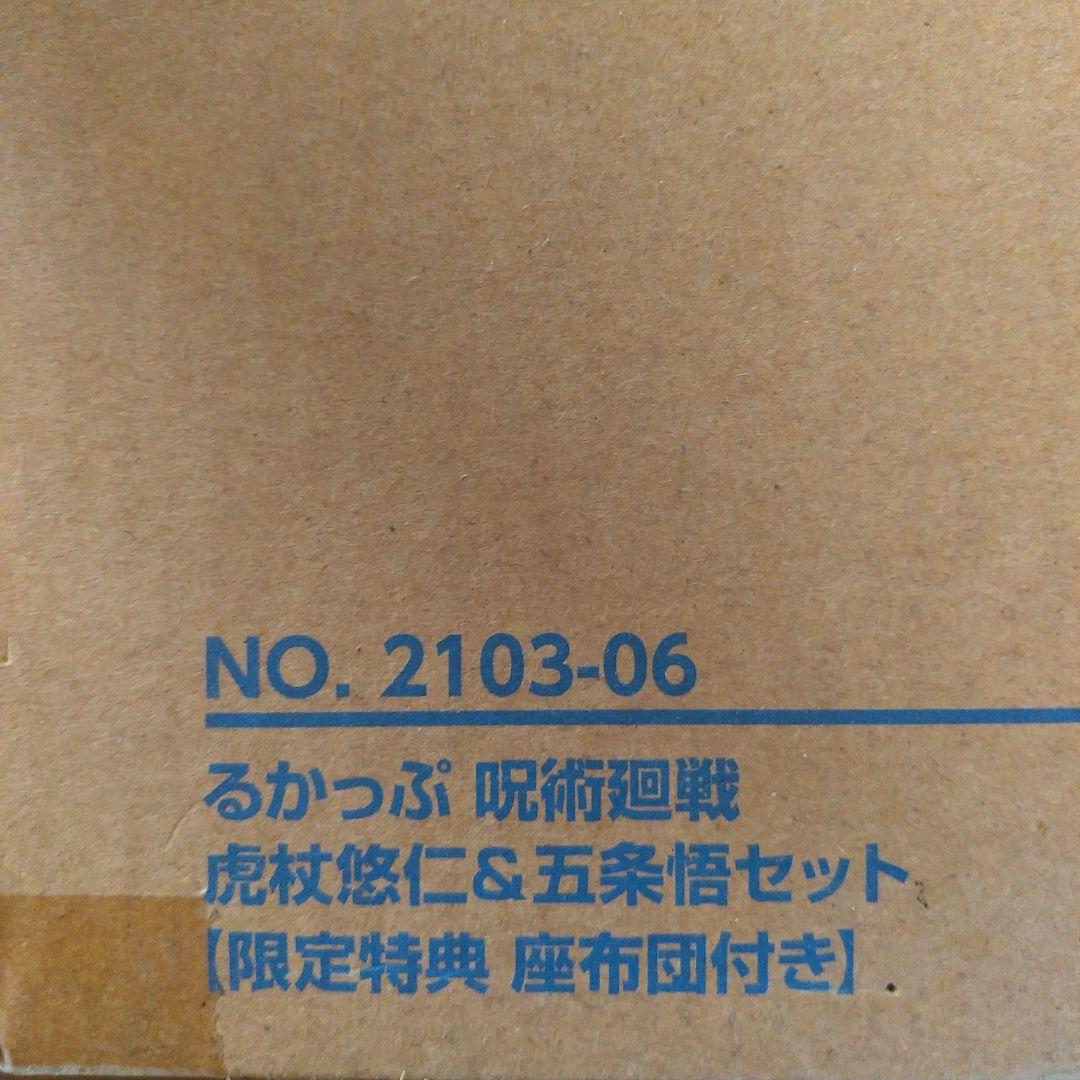 NO. 2103-06
るかっぷ 呪術廻戦
虎杖悠仁&五条悟セット
【限定特典 座布団付き】